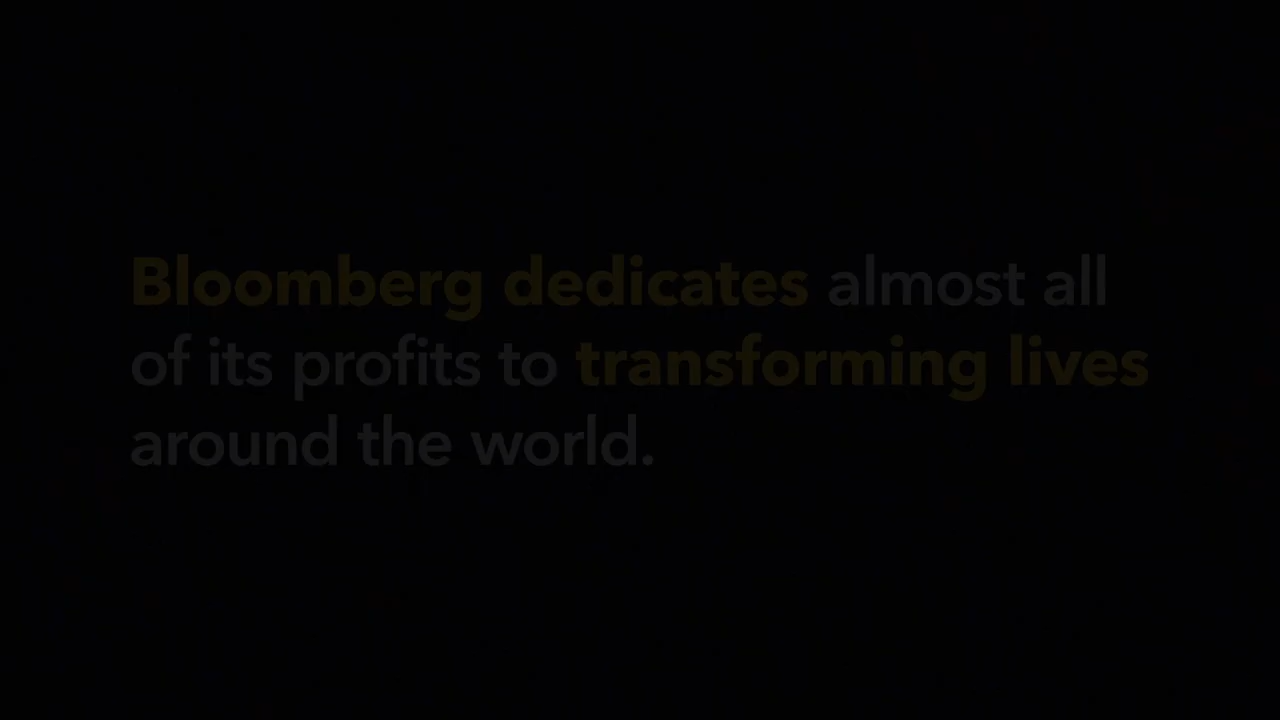 Bloomberg dedicates almost all
of its profits to transforming lives
around the world.